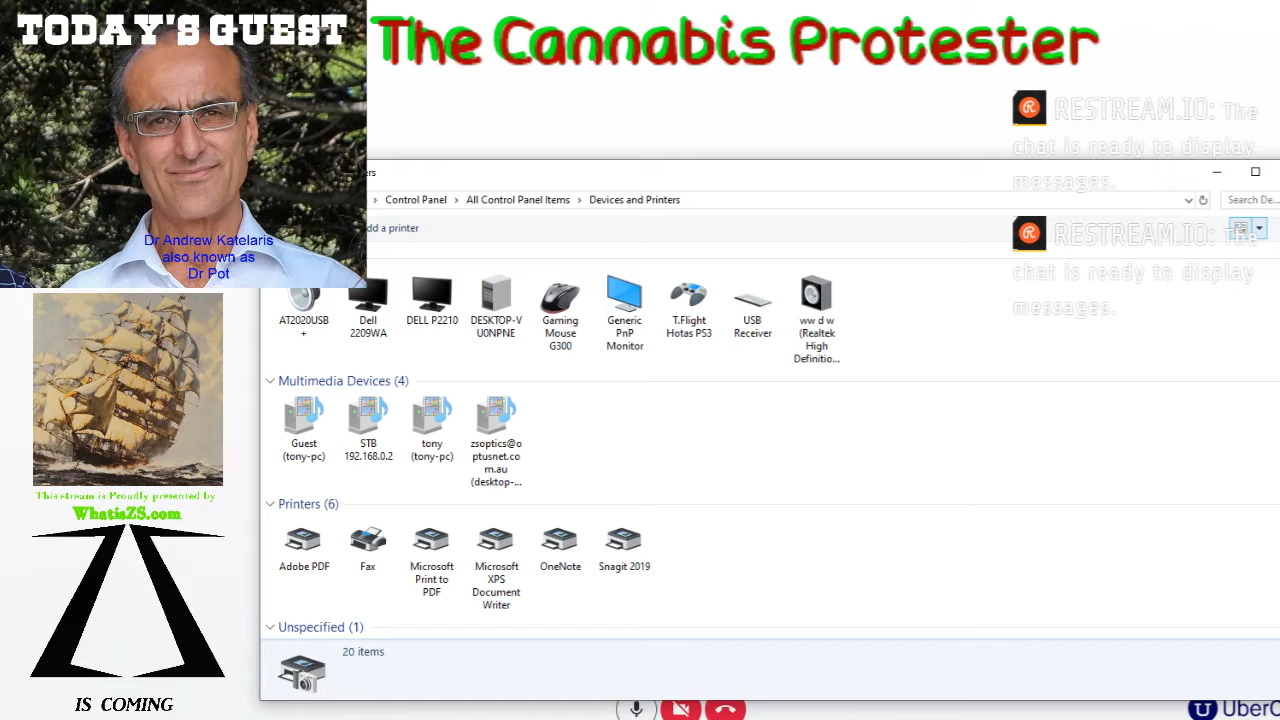 TODAY'S GUEST
The Cannabis Protester
RESTREAM.IO: The
chat is ready to display
messages.
Control Panel > All Control Panel Items > Devices and Printers
Search De...
dd a printer
RESTREAM.IO: The
chat is ready to display
messages.
Dr Andrew Katelaris
also known as
Dr Pot
AT2020USB
+
Dell
2209WA
DELL P2210
DESKTOP-V
U0NPNE
Gaming
Mouse
G300
Generic
PnP
Monitor
T.Flight
Hotas PS3
USB
Receiver
ww d w
(Realtek
High
Definitio...
Multimedia Devices (4)
Guest
(tony-pc)
STB
192.168.0.2
tony
(tony-pc)
zsoptics@o
ptusnet.co
m.au
(desktop-...
This stream is Proudly presented by
WhatisZS.com
Printers (6)
Adobe PDF
Fax
Microsoft
Print to
PDF
Microsoft
XPS
Document
Writer
OneNote
Snagit 2019
Unspecified (1)
20 items
IS COMING